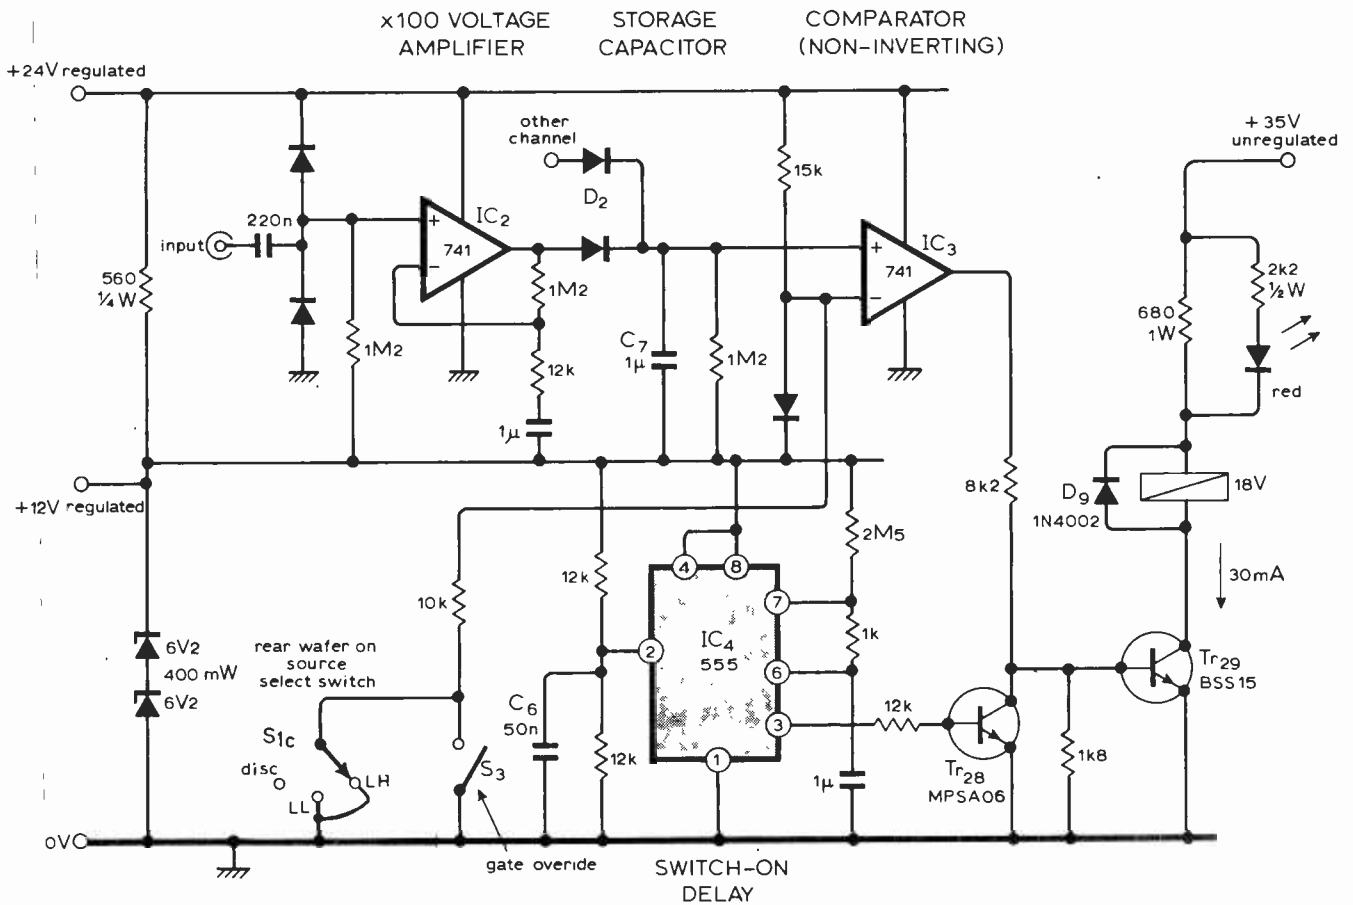 x100 VOLTAGE
AMPLIFIER
STORAGE
CAPACITOR
COMPARATOR
(NON-INVERTING)
+24V regulated
+35V
unregulated
other
channel
D2
15k
220n
input
+
−
IC2
741
+
−
IC3
741
560
¼W
1M2
1M2
12k
1µ
C7
1µ
1M2
680
1W
2k2
½W
red
+12V regulated
8k2
D9
1N4002
18V
30mA
2M5
12k
10k
4
8
7
1k
2
IC4
555
6
3
1
6V2
400mW
6V2
rear wafer on
source
select switch
C6
50n
12k
12k
Tr28
MPSA06
Tr29
BSS15
1k8
1µ
S1c
disc
LH
LL
S3
0V
gate overide
SWITCH-ON
DELAY